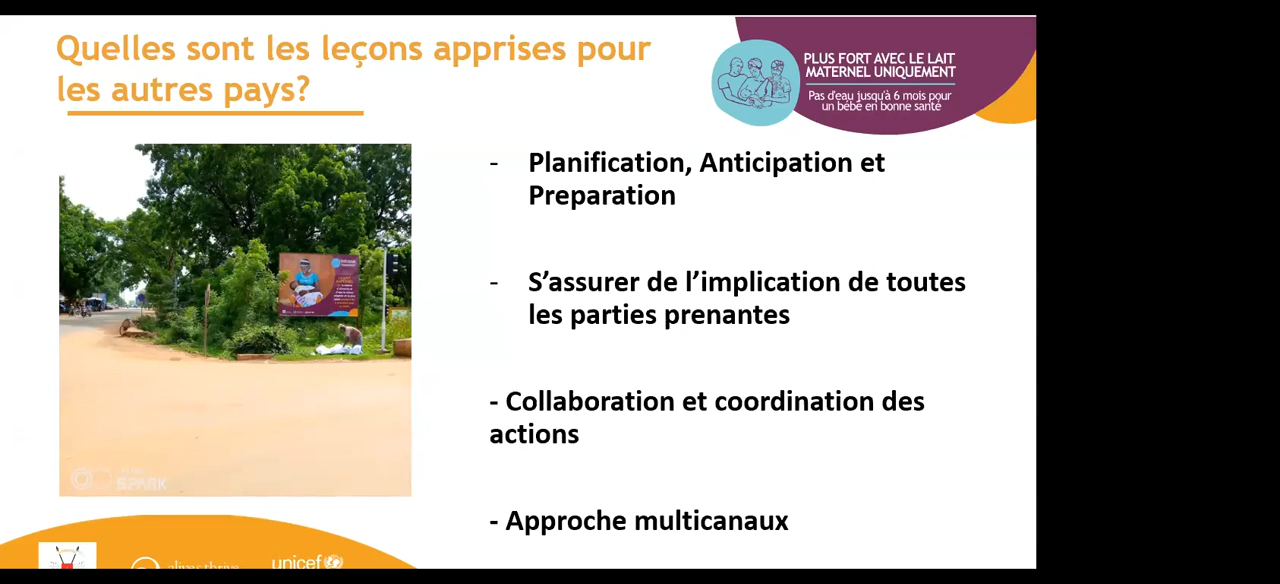 Quelles sont les leçons apprises pour
les autres pays?
PLUS FORT AVEC LE LAIT
MATERNEL UNIQUEMENT
Pas d'eau jusqu'à 6 mois pour
un bébé en bonne santé
- Planification, Anticipation et
Preparation
- S’assurer de l’implication de toutes
les parties prenantes
- Collaboration et coordination des
actions
- Approche multicanaux
SPARK
alive&thrive
unicef